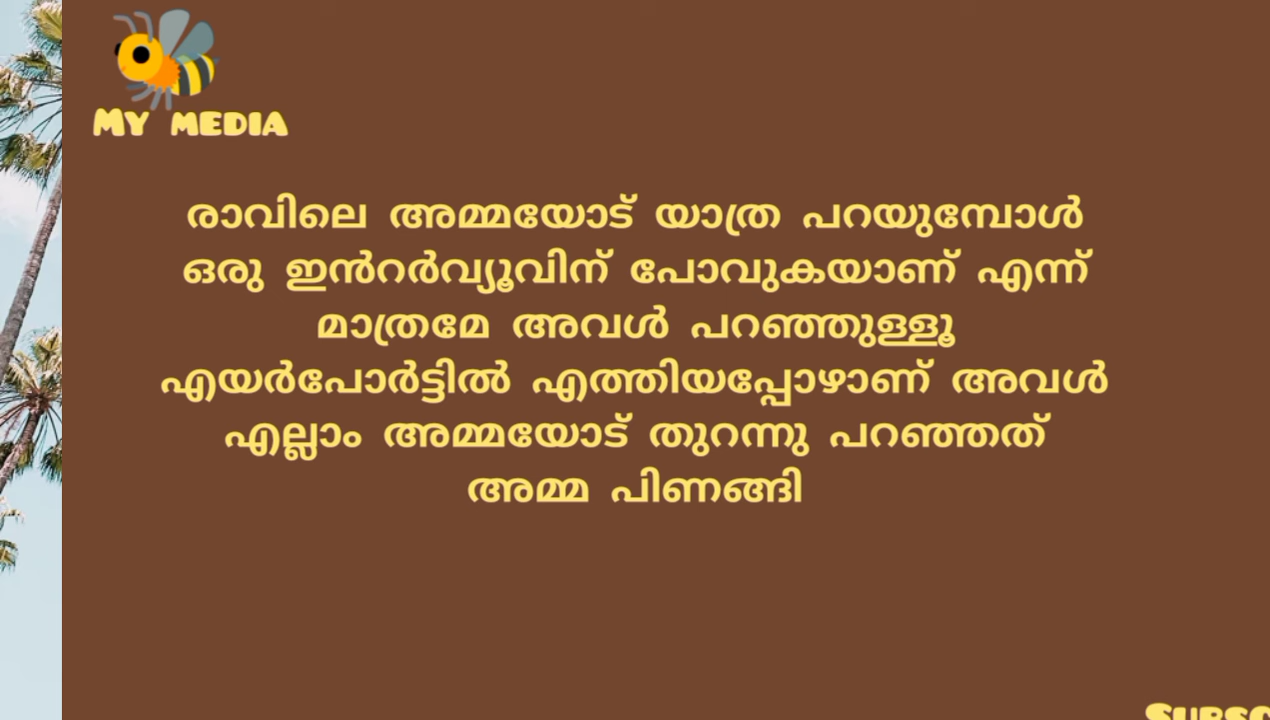 My media
രാവിലെ അമ്മയോട് യാത്ര പറയുമ്പോൾ
ഒരു ഇൻറർവ്യൂവിന് പോവുകയാണ് എന്ന്
മാത്രമേ അവൾ പറഞ്ഞുള്ളൂ
എയർപോർട്ടിൽ എത്തിയപ്പോഴാണ് അവൾ
എല്ലാം അമ്മയോട് തുറന്നു പറഞ്ഞത്
അമ്മ പിണങ്ങി